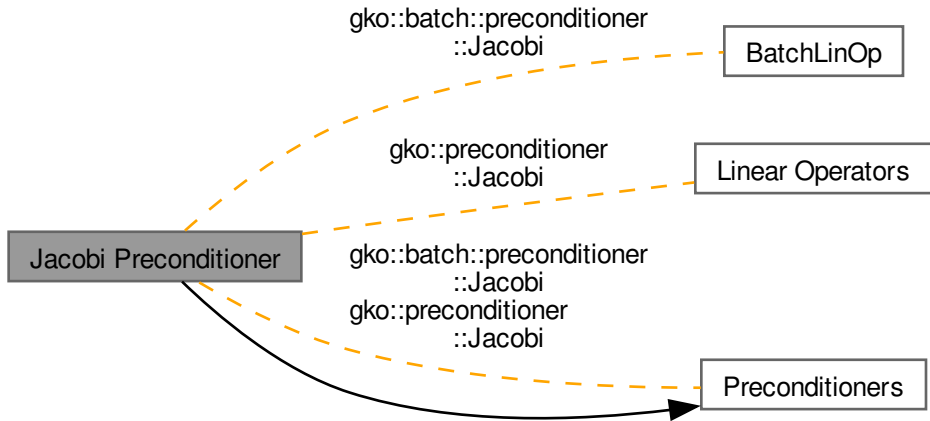 gko::batch::preconditioner
::Jacobi
BatchLinOp
gko::preconditioner
::Jacobi
Linear Operators
Jacobi Preconditioner
gko::batch::preconditioner
::Jacobi
gko::preconditioner
::Jacobi
Preconditioners